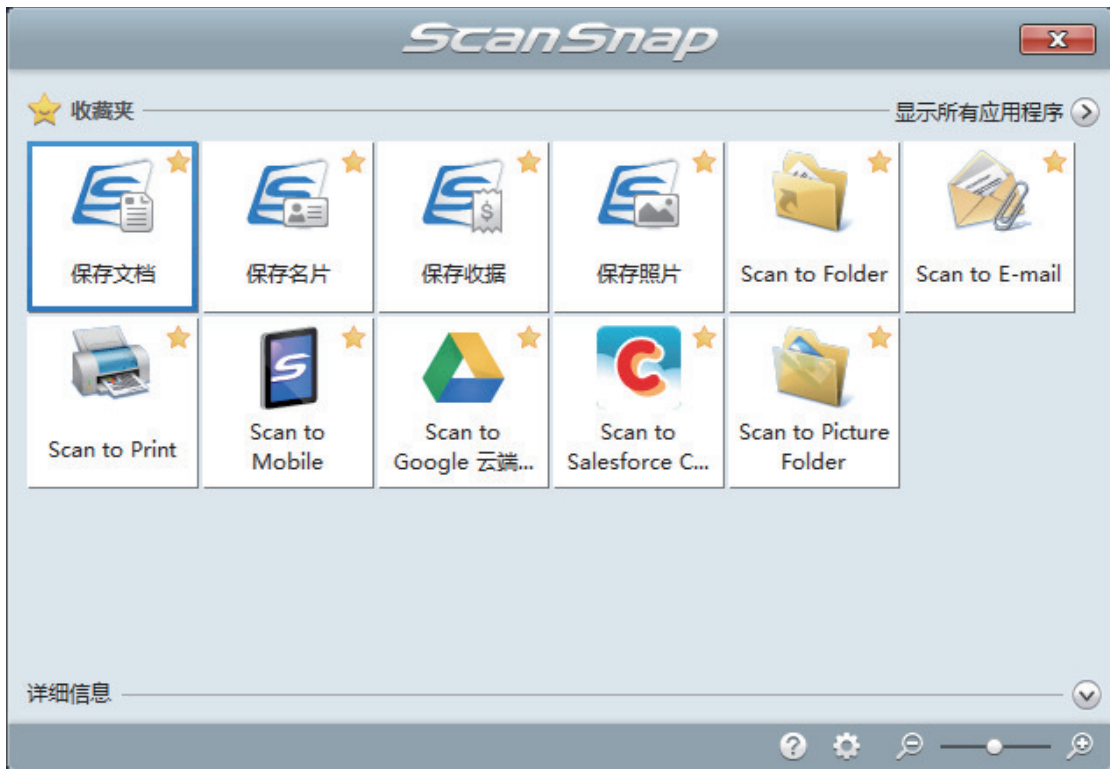 ScanSnap
收藏夹
显示所有应用程序
保存文档
保存名片
保存收据
保存照片
Scan to Folder
Scan to E-mail
Scan to Print
Scan to
Mobile
Scan to
Google 云端...
Scan to
Salesforce C...
Scan to Picture
Folder
详细信息